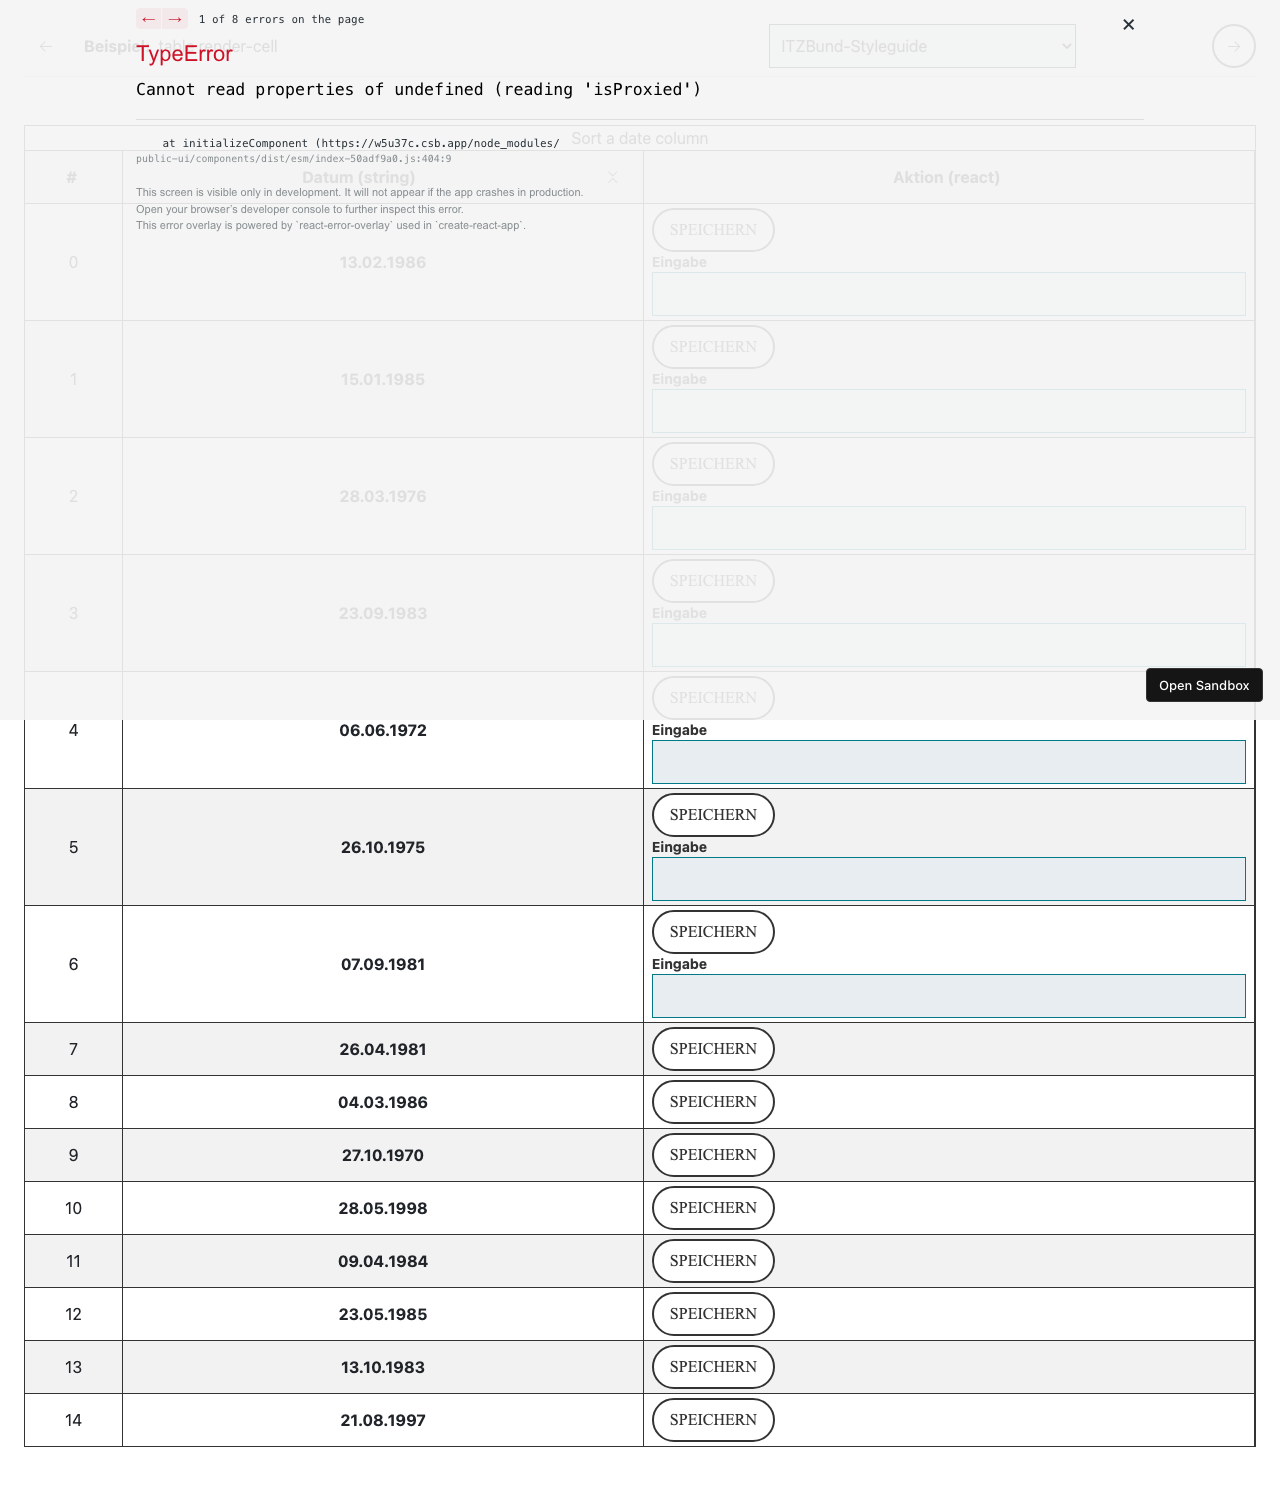 ← → 1 of 8 errors on the page
← Beispiel table render-cell ITZBund-Styleguide →
TypeError
Cannot read properties of undefined (reading 'isProxied')
Sort a date column
at initializeComponent (https://w5u37c.csb.app/node_modules/
public-ui/components/dist/esm/index-50adf9a0.js:404:9
# Datum (string) Aktion (react)
This screen is visible only in development. It will not appear if the app crashes in production.
Open your browser’s developer console to further inspect this error.
This error overlay is powered by `react-error-overlay` used in `create-react-app`.
SPEICHERN
0 13.02.1986 Eingabe
SPEICHERN
1 15.01.1985 Eingabe
SPEICHERN
2 28.03.1976 Eingabe
SPEICHERN
3 23.09.1983 Eingabe
Open Sandbox
SPEICHERN
4 06.06.1972 Eingabe
SPEICHERN
5 26.10.1975 Eingabe
SPEICHERN
6 07.09.1981 Eingabe
7 26.04.1981 SPEICHERN
8 04.03.1986 SPEICHERN
9 27.10.1970 SPEICHERN
10 28.05.1998 SPEICHERN
11 09.04.1984 SPEICHERN
12 23.05.1985 SPEICHERN
13 13.10.1983 SPEICHERN
14 21.08.1997 SPEICHERN